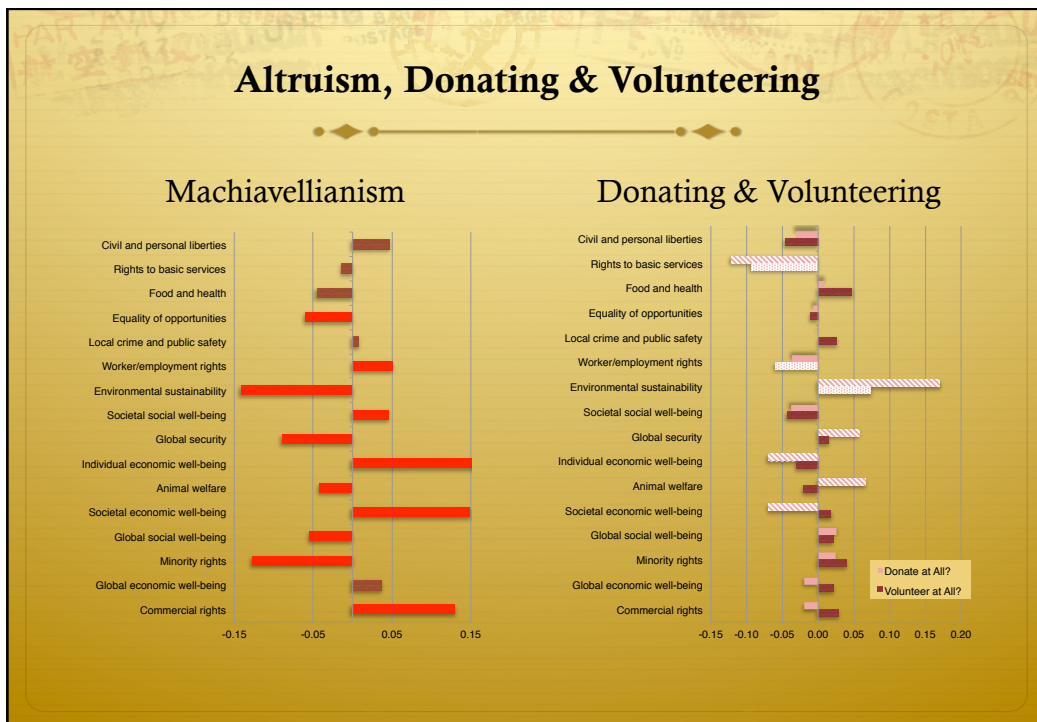 Altruism, Donating & Volunteering
Machiavellianism
Civil and personal liberties
Rights to basic services
Food and health
Equality of opportunities
Local crime and public safety
Worker/employment rights
Environmental sustainability
Societal social well-being
Global security
Individual economic well-being
Animal welfare
Societal economic well-being
Global social well-being
Minority rights
Global economic well-being
Commercial rights
-0.15 -0.05 0.05 0.15
Donating & Volunteering
Civil and personal liberties
Rights to basic services
Food and health
Equality of opportunities
Local crime and public safety
Worker/employment rights
Environmental sustainability
Societal social well-being
Global security
Individual economic well-being
Animal welfare
Societal economic well-being
Global social well-being
Minority rights
Global economic well-being
Commercial rights
Donate at All?
Volunteer at All?
-0.15 -0.10 -0.05 0.00 0.05 0.10 0.15 0.20